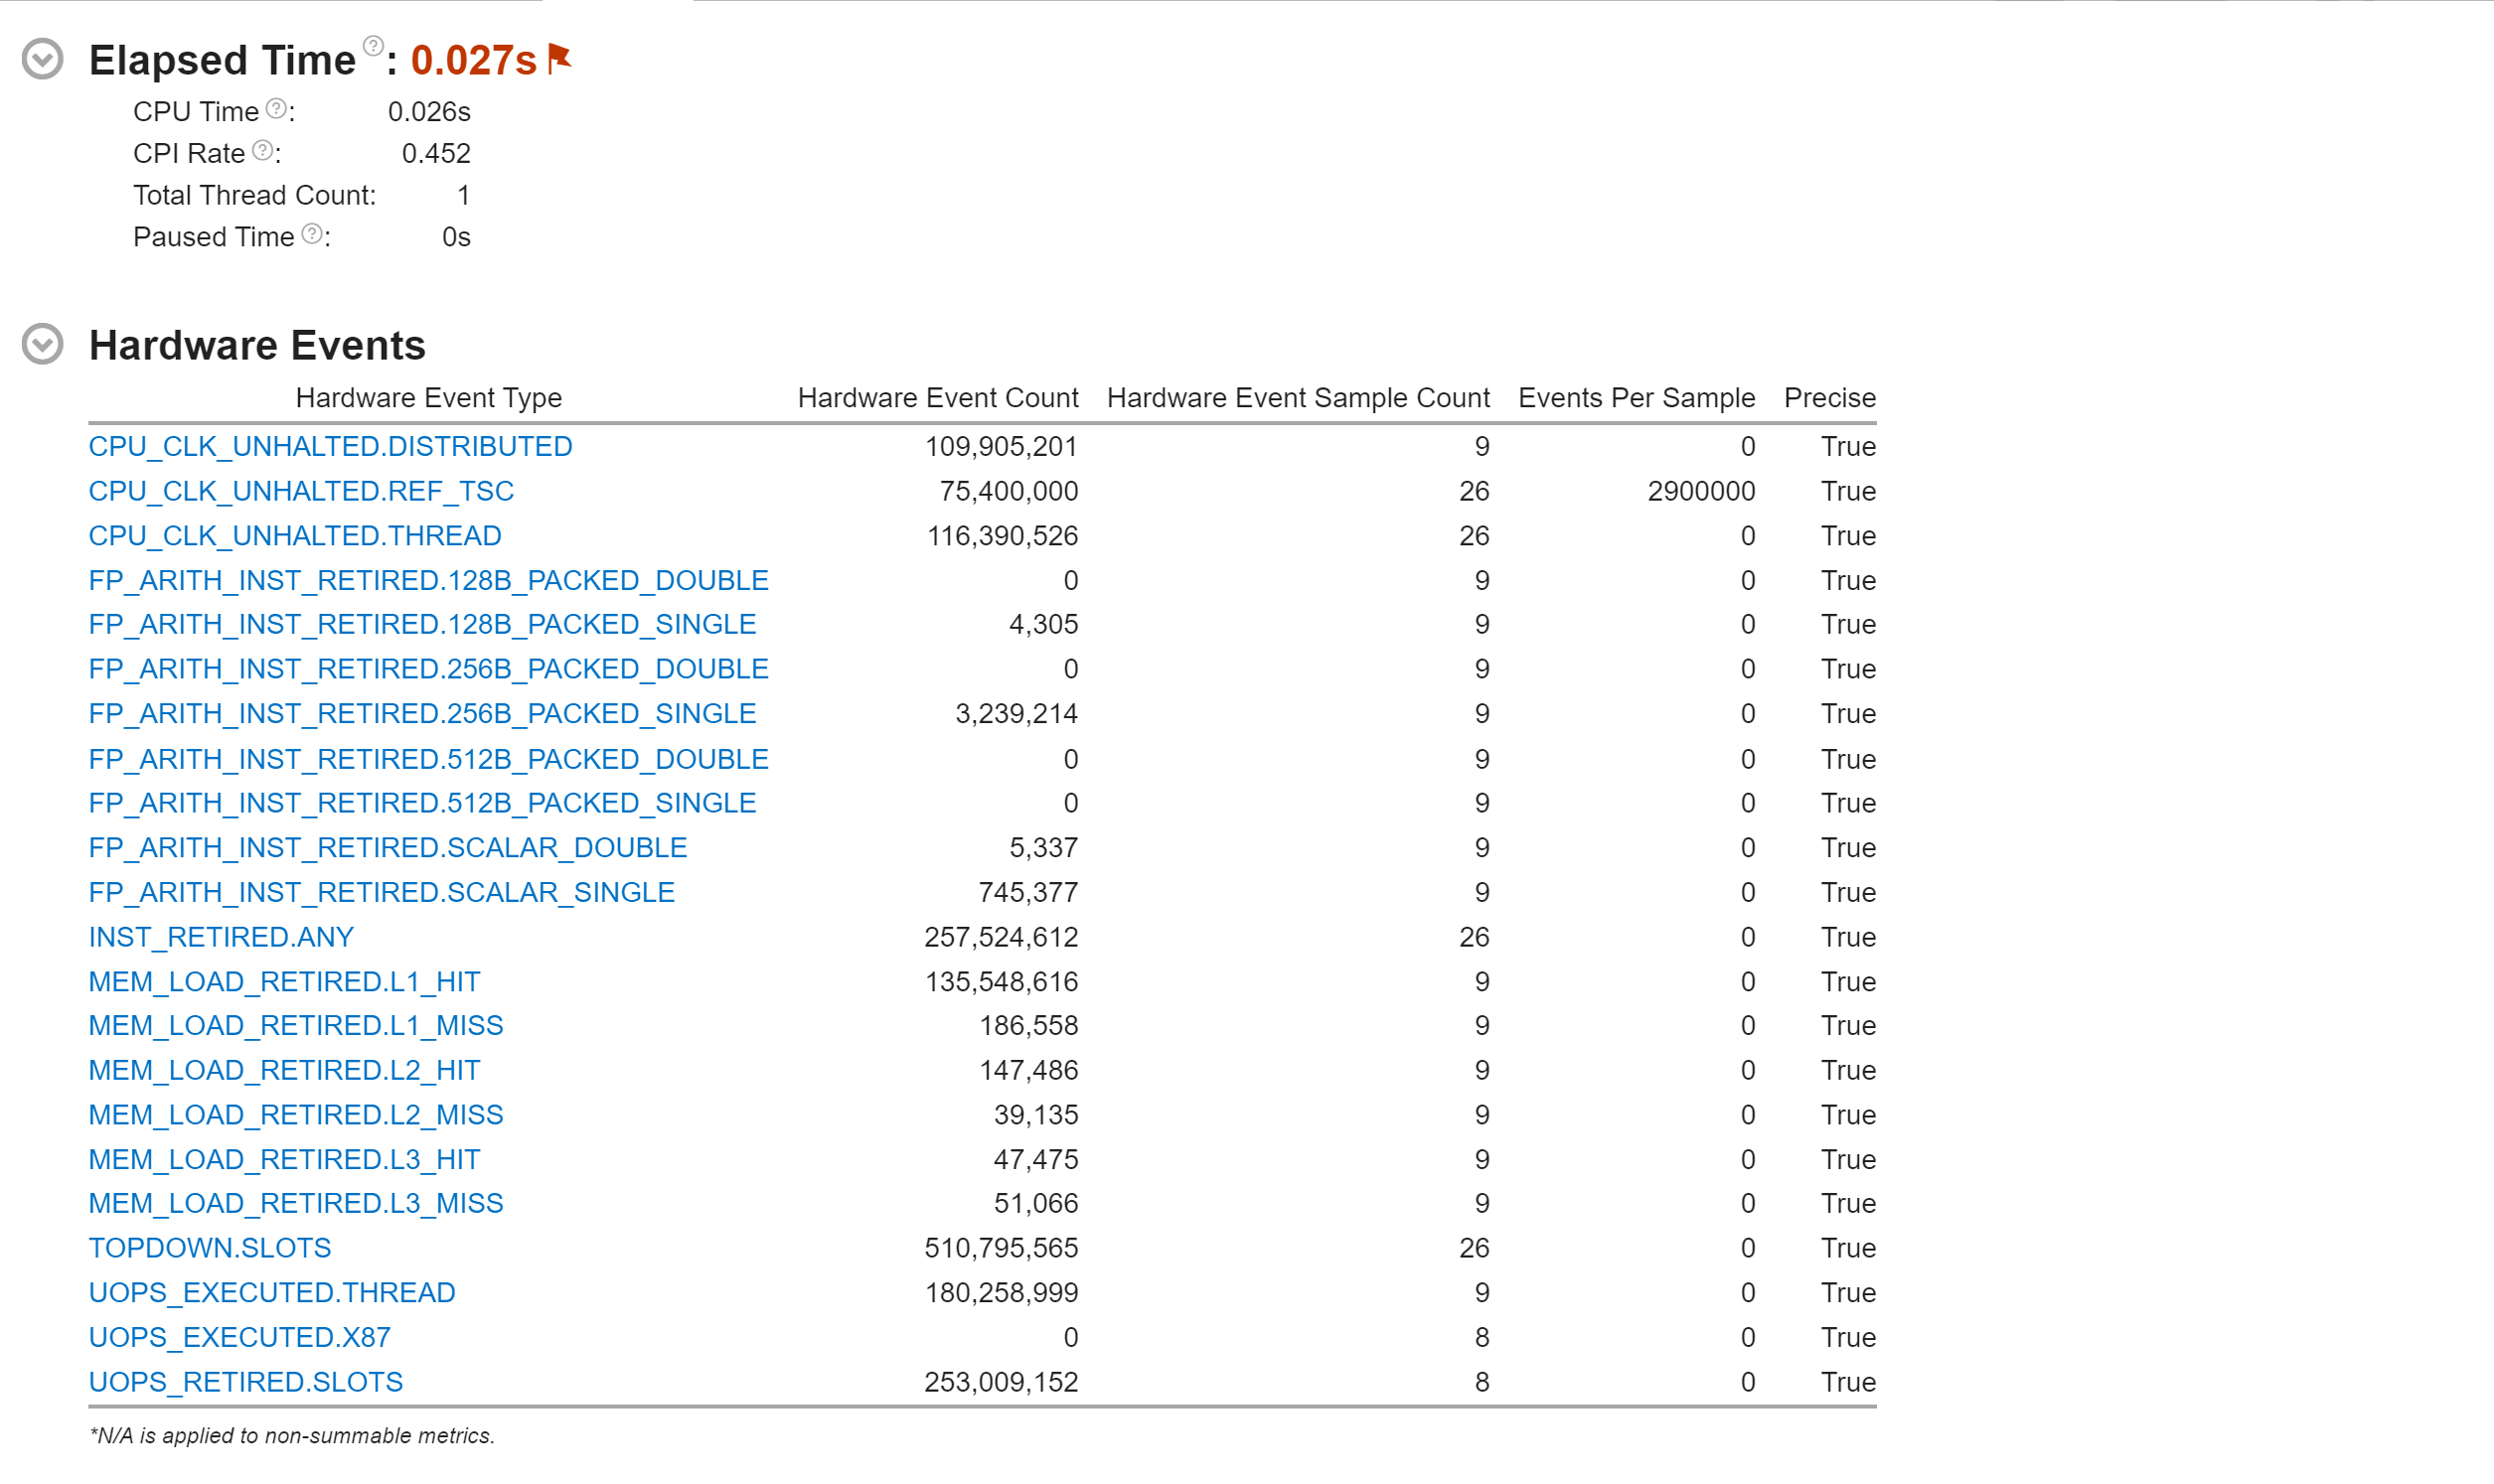 Elapsed Time ?: 0.027s
CPU Time ?: 0.026s
CPI Rate ?: 0.452
Total Thread Count: 1
Paused Time ?: 0s
Hardware Events
Hardware Event Type Hardware Event Count Hardware Event Sample Count Events Per Sample Precise
CPU_CLK_UNHALTED.DISTRIBUTED 109,905,201 9 0 True
CPU_CLK_UNHALTED.REF_TSC 75,400,000 26 2900000 True
CPU_CLK_UNHALTED.THREAD 116,390,526 26 0 True
FP_ARITH_INST_RETIRED.128B_PACKED_DOUBLE 0 9 0 True
FP_ARITH_INST_RETIRED.128B_PACKED_SINGLE 4,305 9 0 True
FP_ARITH_INST_RETIRED.256B_PACKED_DOUBLE 0 9 0 True
FP_ARITH_INST_RETIRED.256B_PACKED_SINGLE 3,239,214 9 0 True
FP_ARITH_INST_RETIRED.512B_PACKED_DOUBLE 0 9 0 True
FP_ARITH_INST_RETIRED.512B_PACKED_SINGLE 0 9 0 True
FP_ARITH_INST_RETIRED.SCALAR_DOUBLE 5,337 9 0 True
FP_ARITH_INST_RETIRED.SCALAR_SINGLE 745,377 9 0 True
INST_RETIRED.ANY 257,524,612 26 0 True
MEM_LOAD_RETIRED.L1_HIT 135,548,616 9 0 True
MEM_LOAD_RETIRED.L1_MISS 186,558 9 0 True
MEM_LOAD_RETIRED.L2_HIT 147,486 9 0 True
MEM_LOAD_RETIRED.L2_MISS 39,135 9 0 True
MEM_LOAD_RETIRED.L3_HIT 47,475 9 0 True
MEM_LOAD_RETIRED.L3_MISS 51,066 9 0 True
TOPDOWN.SLOTS 510,795,565 26 0 True
UOPS_EXECUTED.THREAD 180,258,999 9 0 True
UOPS_EXECUTED.X87 0 8 0 True
UOPS_RETIRED.SLOTS 253,009,152 8 0 True
*N/A is applied to non-summable metrics.